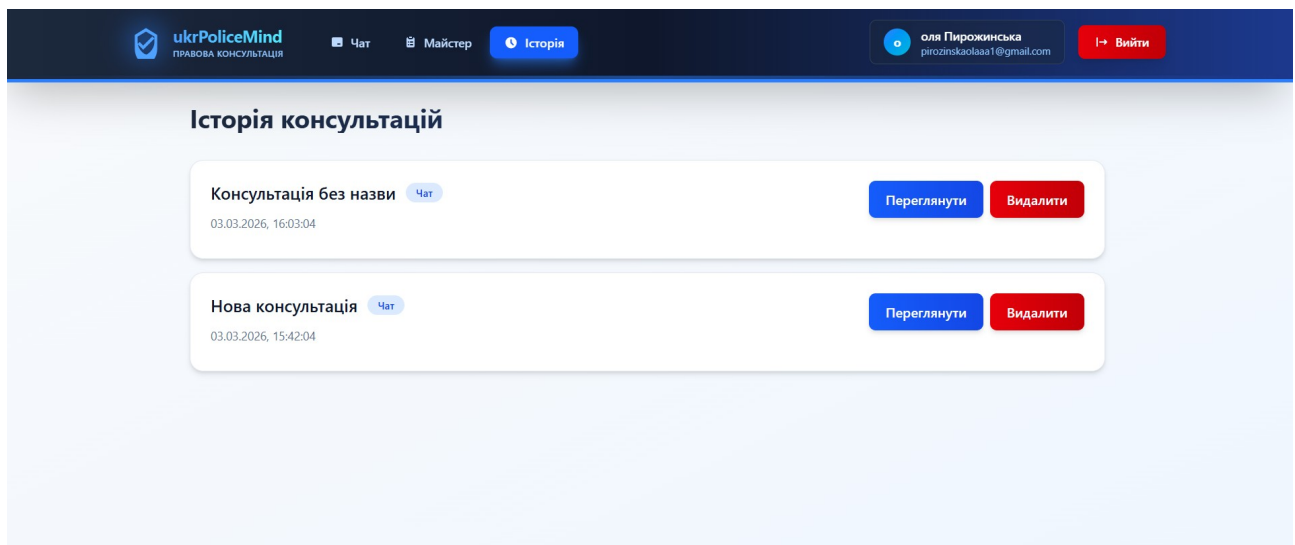 ukrPoliceMind
ПРАВОВА КОНСУЛЬТАЦІЯ
Чат
Майстер
Історія
о
оля Пирожинська
pirozinskaolaaa1@gmail.com
Вийти
Історія консультацій
Консультація без назви Чат
03.03.2026, 16:03:04
Переглянути Видалити
Нова консультація Чат
03.03.2026, 15:42:04
Переглянути Видалити